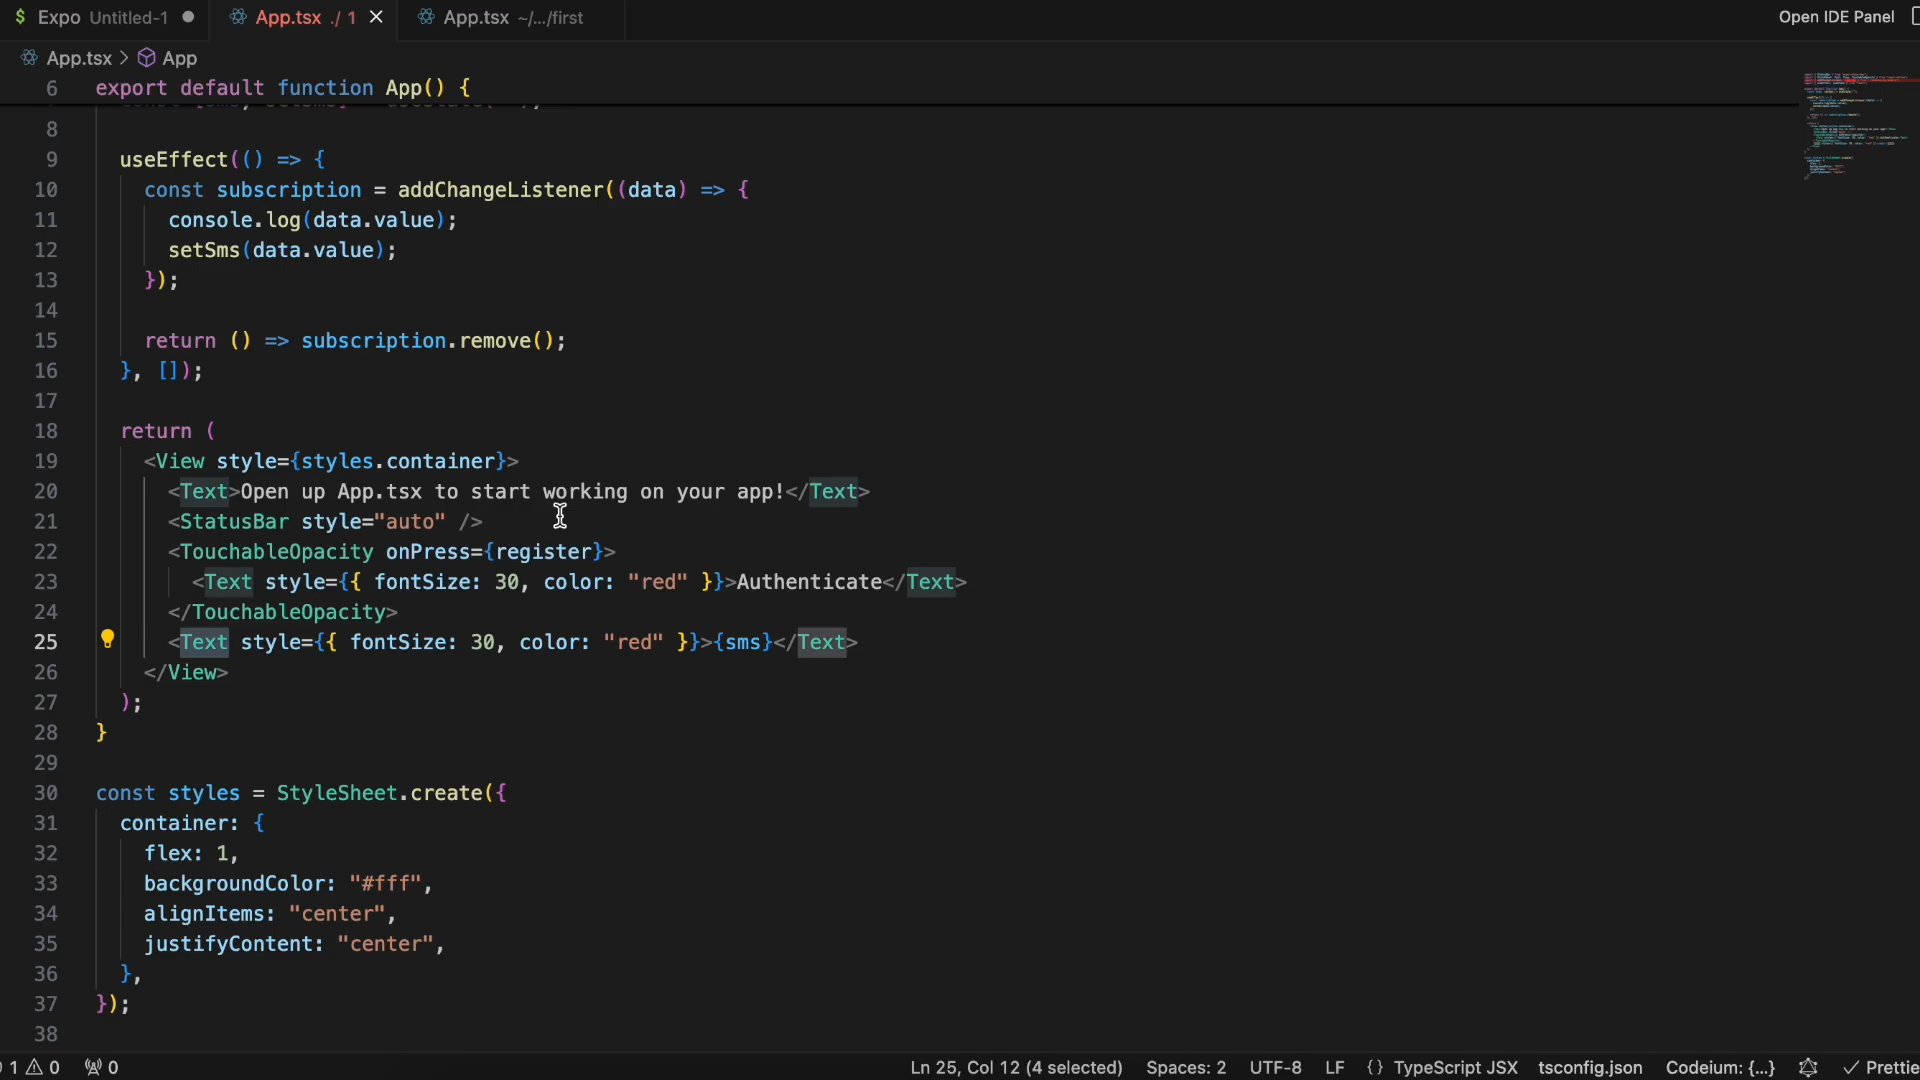 $ Expo Untitled-1 App.tsx ./ 1 App.tsx ~/.../first Open IDE Panel
App.tsx > App
6 export default function App() {
8
9 useEffect(() => {
10 const subscription = addChangeListener((data) => {
11 console.log(data.value);
12 setSms(data.value);
13 });
14
15 return () => subscription.remove();
16 }, []);
17
18 return (
19 <View style={styles.container}>
20 <Text>Open up App.tsx to start working on your app!</Text>
21 <StatusBar style="auto" />
22 <TouchableOpacity onPress={register}>
23 <Text style={{ fontSize: 30, color: "red" }}>Authenticate</Text>
24 </TouchableOpacity>
25 <Text style={{ fontSize: 30, color: "red" }}>{sms}</Text>
26 </View>
27 );
28 }
29
30 const styles = StyleSheet.create({
31 container: {
32 flex: 1,
33 backgroundColor: "#fff",
34 alignItems: "center",
35 justifyContent: "center",
36 },
37 });
38
1 0 0 Ln 25, Col 12 (4 selected) Spaces: 2 UTF-8 LF {} TypeScript JSX tsconfig.json Codeium: {...} Prettie